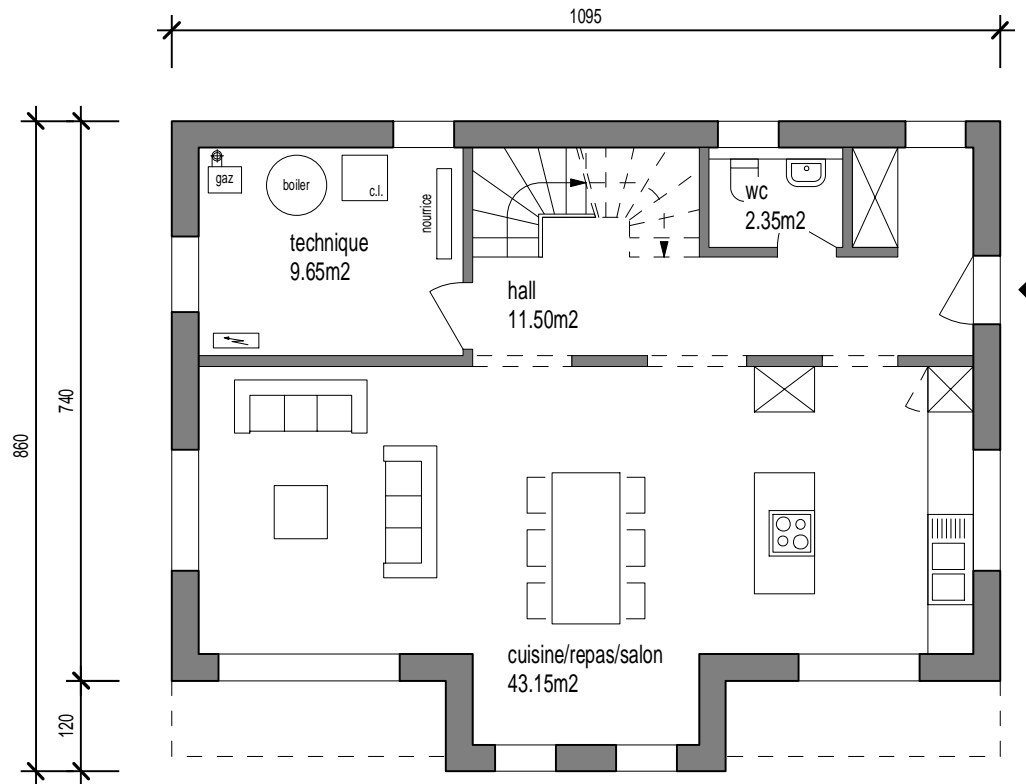 1095
gaz
boiler
c.l.
nourrice
technique
9.65m2
wc
2.35m2
hall
11.50m2
740
860
120
cuisine/repas/salon
43.15m2